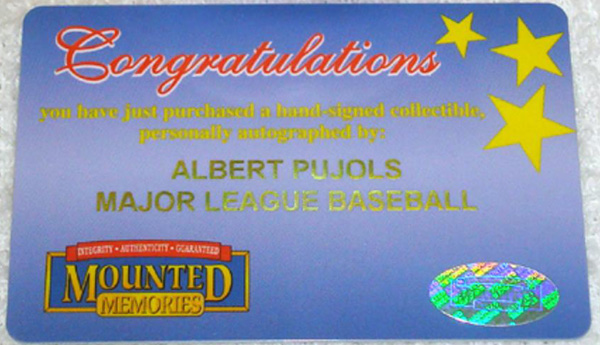 Congratulations
you have just purchased a hand-signed collectible,
personally autographed by:
ALBERT PUJOLS
MAJOR LEAGUE BASEBALL
INTEGRITY • AUTHENTICITY • GUARANTEED
MOUNTED
MEMORIES